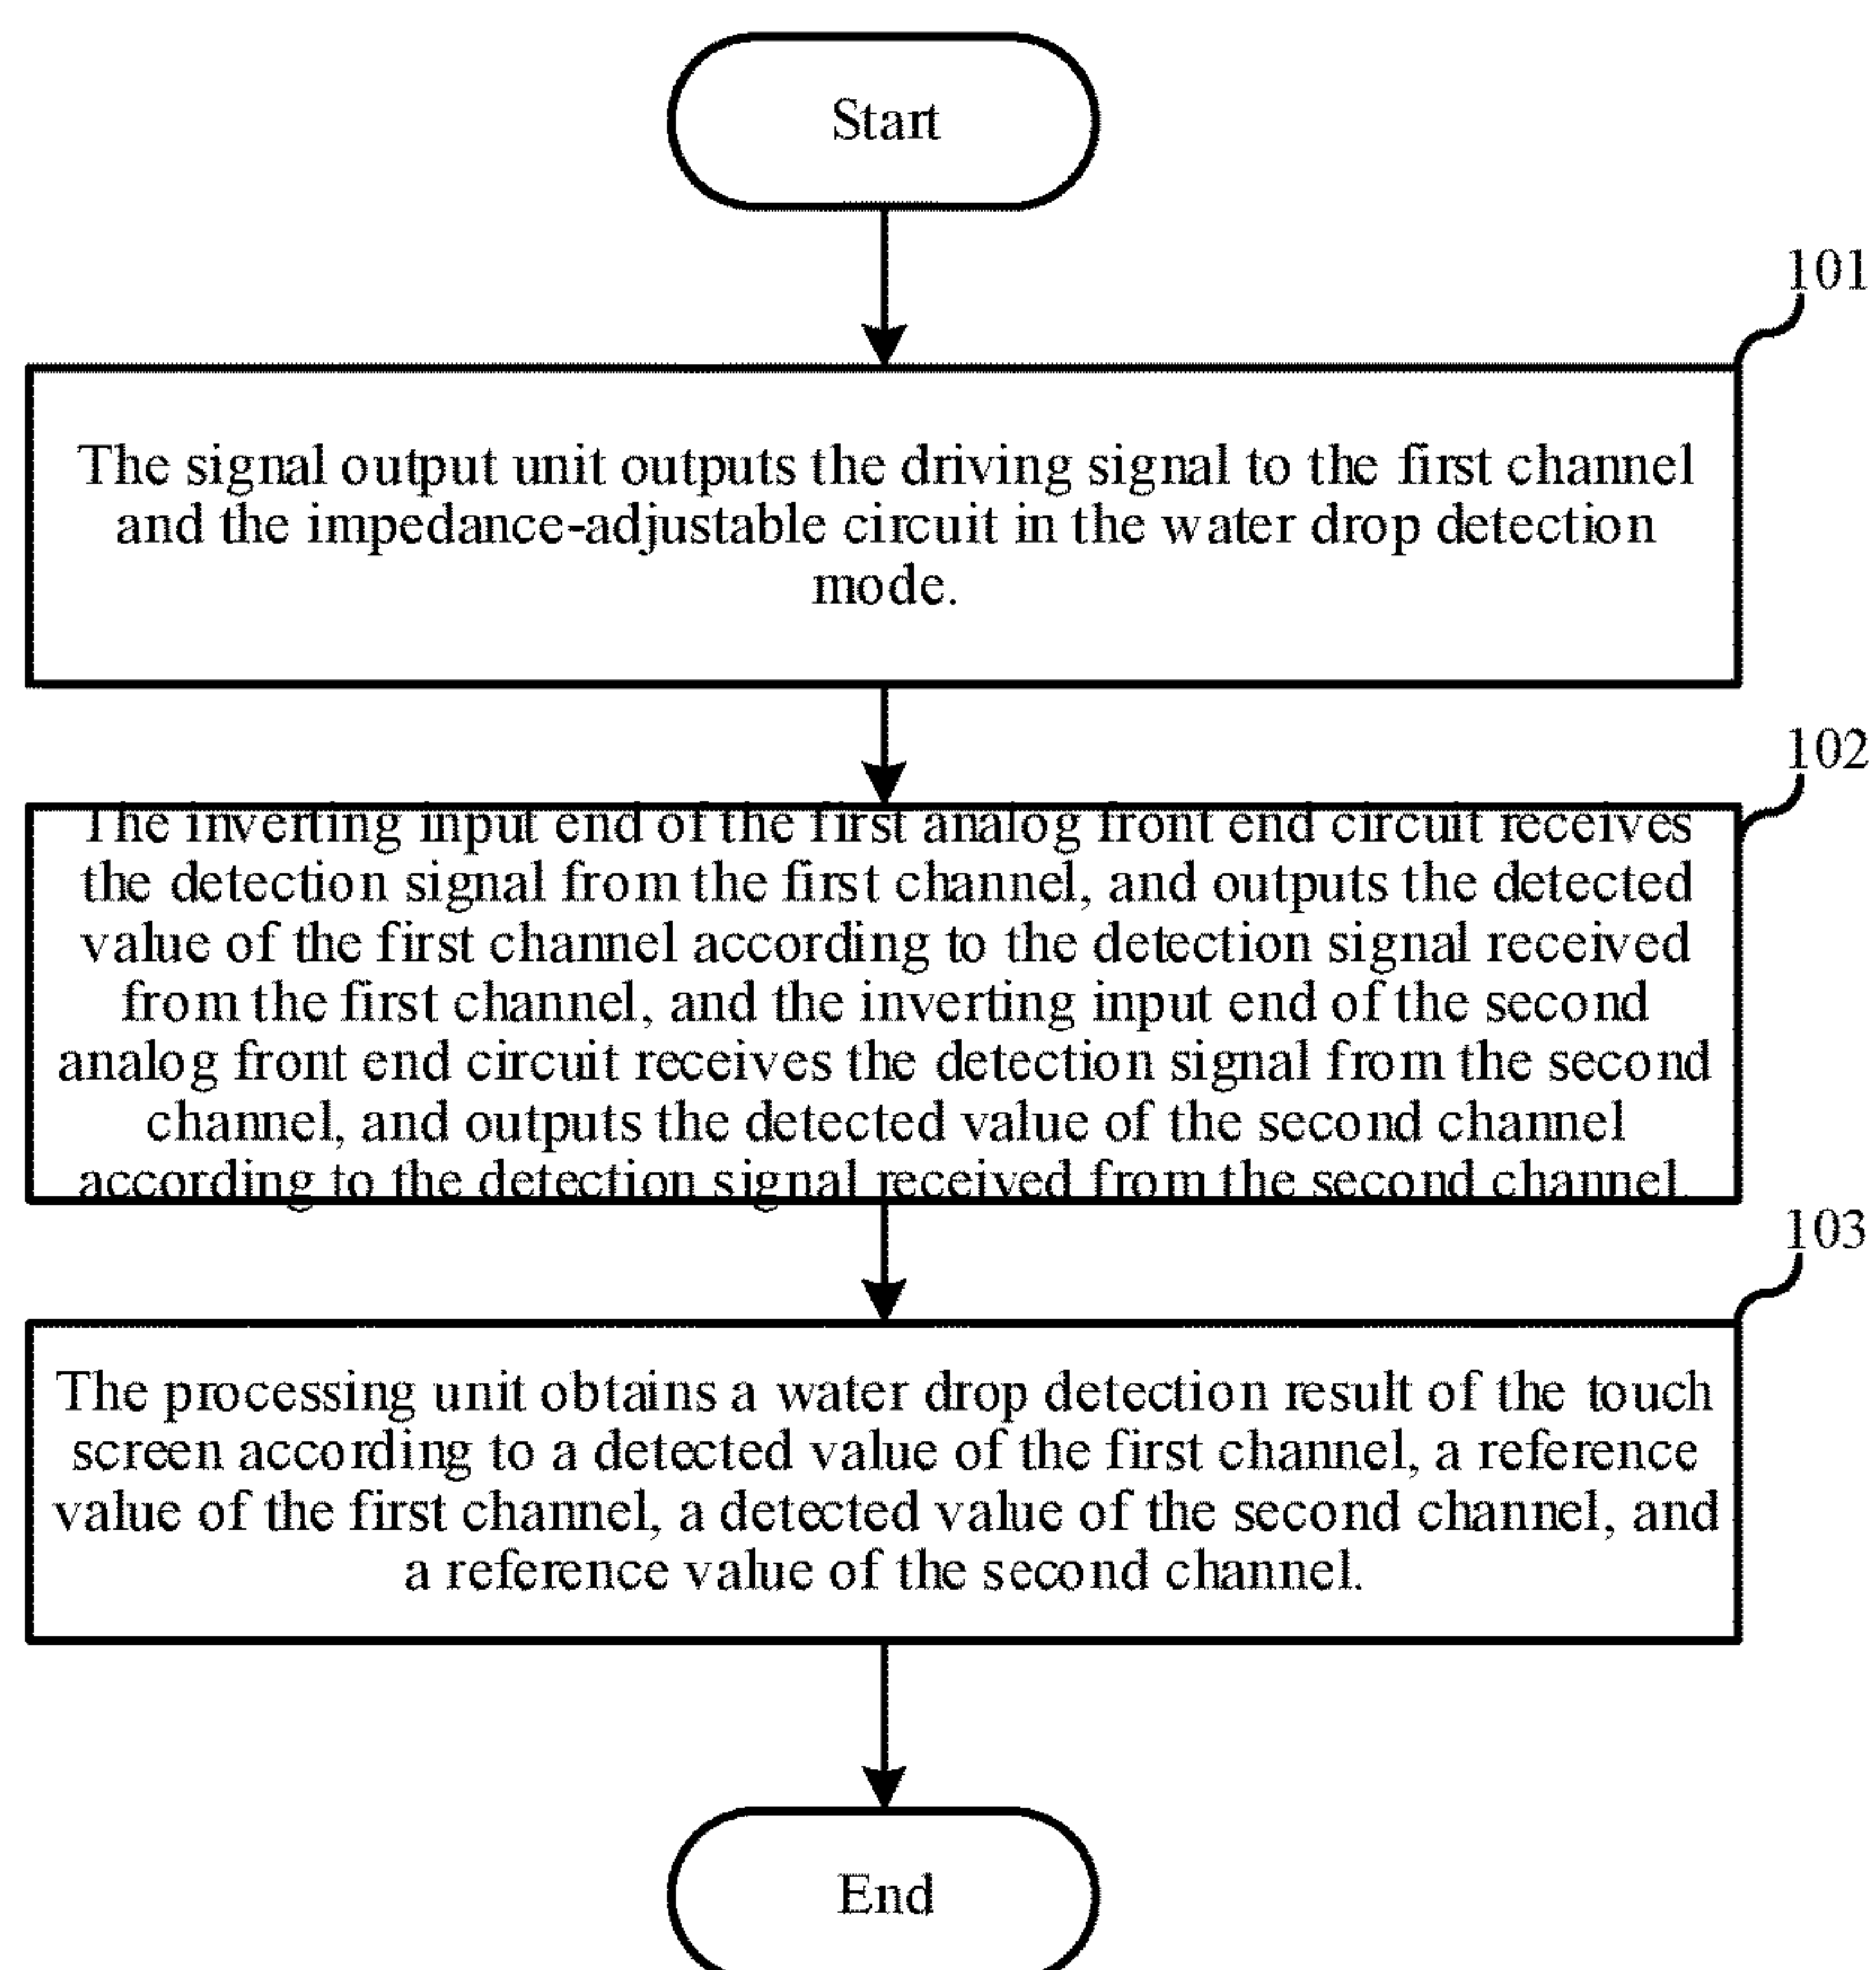 Start
101
The signal output unit outputs the driving signal to the first channel
and the impedance-adjustable circuit in the water drop detection
mode.
102
The inverting input end of the first analog front end circuit receives
the detection signal from the first channel, and outputs the detected
value of the first channel according to the detection signal received
from the first channel, and the inverting input end of the second
analog front end circuit receives the detection signal from the second
channel, and outputs the detected value of the second channel
according to the detection signal received from the second channel.
103
The processing unit obtains a water drop detection result of the touch
screen according to a detected value of the first channel, a reference
value of the first channel, a detected value of the second channel, and
a reference value of the second channel.
End